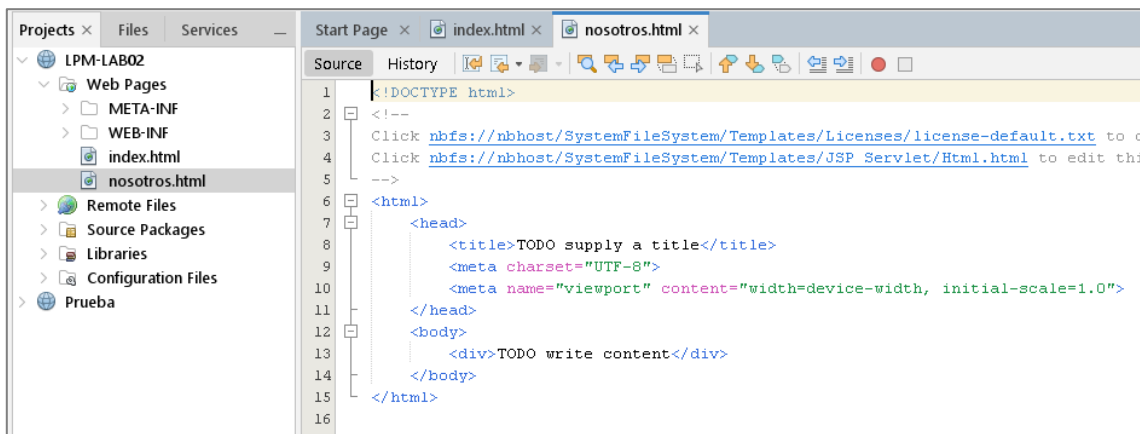 Projects × Files Services
Start Page × index.html × nosotros.html ×
LPM-LAB02
Web Pages
META-INF
WEB-INF
index.html
nosotros.html
Remote Files
Source Packages
Libraries
Configuration Files
Prueba
Source History
1 <!DOCTYPE html>
2 <!--
3 Click nbfs://nbhost/SystemFileSystem/Templates/Licenses/license-default.txt to
4 Click nbfs://nbhost/SystemFileSystem/Templates/JSP_Servlet/Html.html to edit
5 -->
6 <html>
7 <head>
8 <title>TODO supply a title</title>
9 <meta charset="UTF-8">
10 <meta name="viewport" content="width=device-width, initial-scale=1.0">
11 </head>
12 <body>
13 <div>TODO write content</div>
14 </body>
15 </html>
16